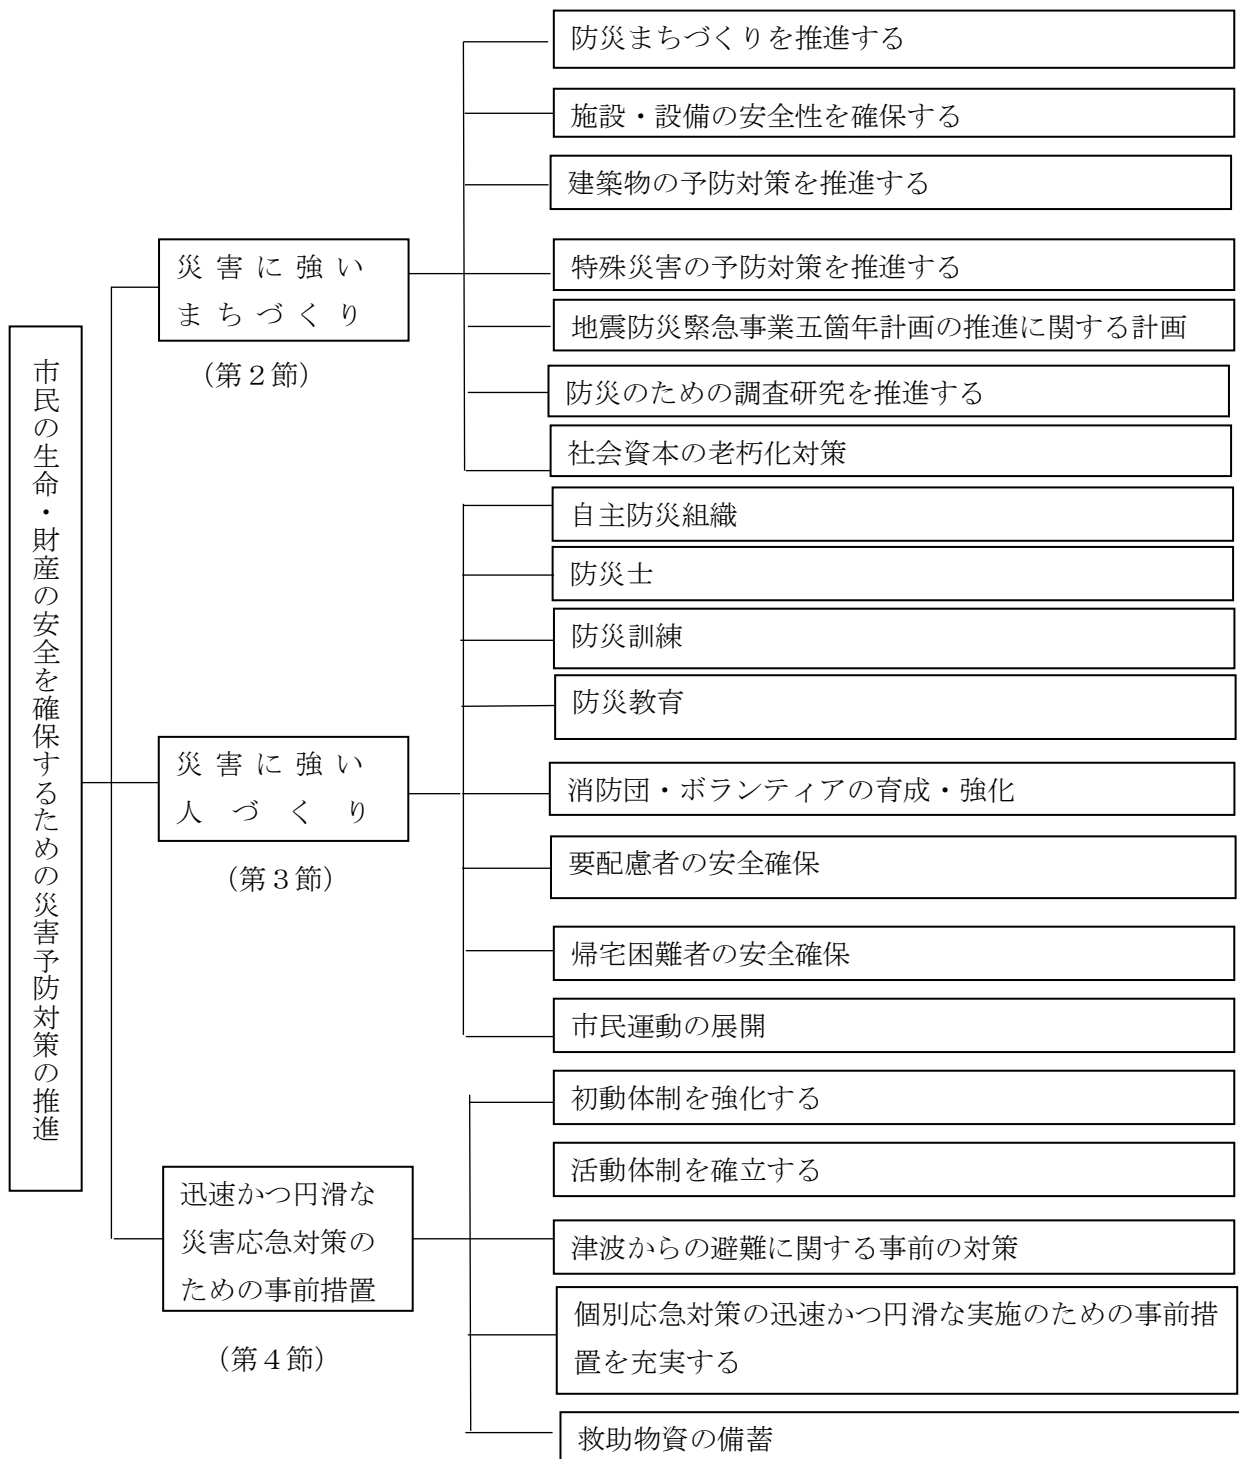 市民の生命・財産の安全を確保するための災害予防対策の推進
災害に強い
まちづくり
（第２節）
防災まちづくりを推進する
施設・設備の安全性を確保する
建築物の予防対策を推進する
特殊災害の予防対策を推進する
地震防災緊急事業五箇年計画の推進に関する計画
防災のための調査研究を推進する
社会資本の老朽化対策
災害に強い
人づくり
（第３節）
自主防災組織
防災士
防災訓練
防災教育
消防団・ボランティアの育成・強化
要配慮者の安全確保
帰宅困難者の安全確保
市民運動の展開
迅速かつ円滑な
災害応急対策の
ための事前措置
（第４節）
初動体制を強化する
活動体制を確立する
津波からの避難に関する事前の対策
個別応急対策の迅速かつ円滑な実施のための事前措
置を充実する
救助物資の備蓄